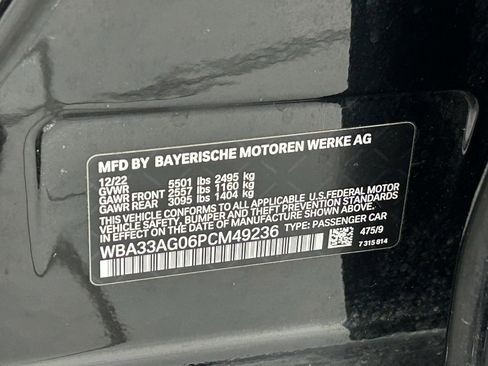 MFD BY BAYERISCHE MOTOREN WERKE AG
12/22
GVWR 5501 lbs 2495 kg
GAWR FRONT 2557 lbs 1160 kg
GAWR REAR 3095 lbs 1404 kg
THIS VEHICLE CONFORMS TO ALL APPLICABLE U.S. FEDERAL MOTOR
VEHICLE SAFETY, BUMPER, AND THEFT PREVENTION STANDARDS
IN EFFECT ON THE DATE OF MANUFACTURE SHOWN ABOVE.
WBA33AG06PCM49236 TYPE: PASSENGER CAR
475/9
7 315 814